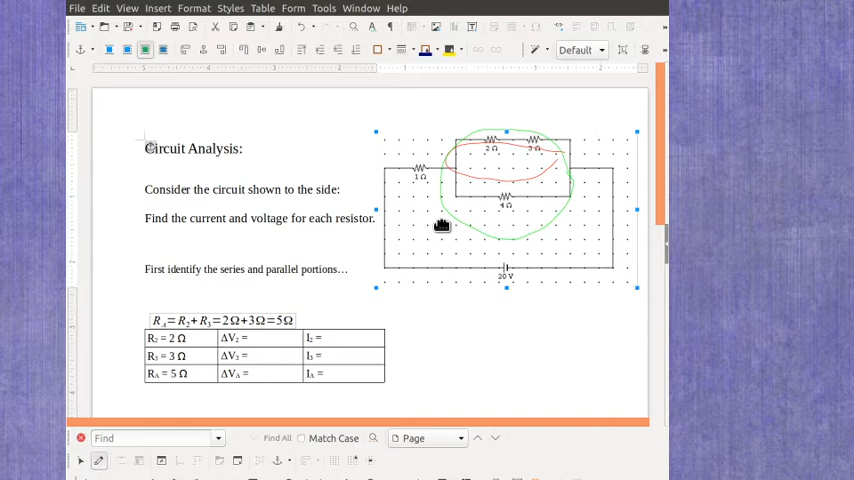 File Edit View Insert Format Styles Table Form Tools Window Help
Default
Circuit Analysis:
Consider the circuit shown to the side:
Find the current and voltage for each resistor.
First identify the series and parallel portions…
2 Ω 3 Ω
1 Ω
4 Ω
20 V
R_A=R_2+R_3=2Ω+3Ω=5Ω
R₂ = 2 Ω ΔV₂ = I₂ =
R₃ = 3 Ω ΔV₃ = I₃ =
R_A = 5 Ω ΔV_A = I_A =
Find Find All Match Case Page